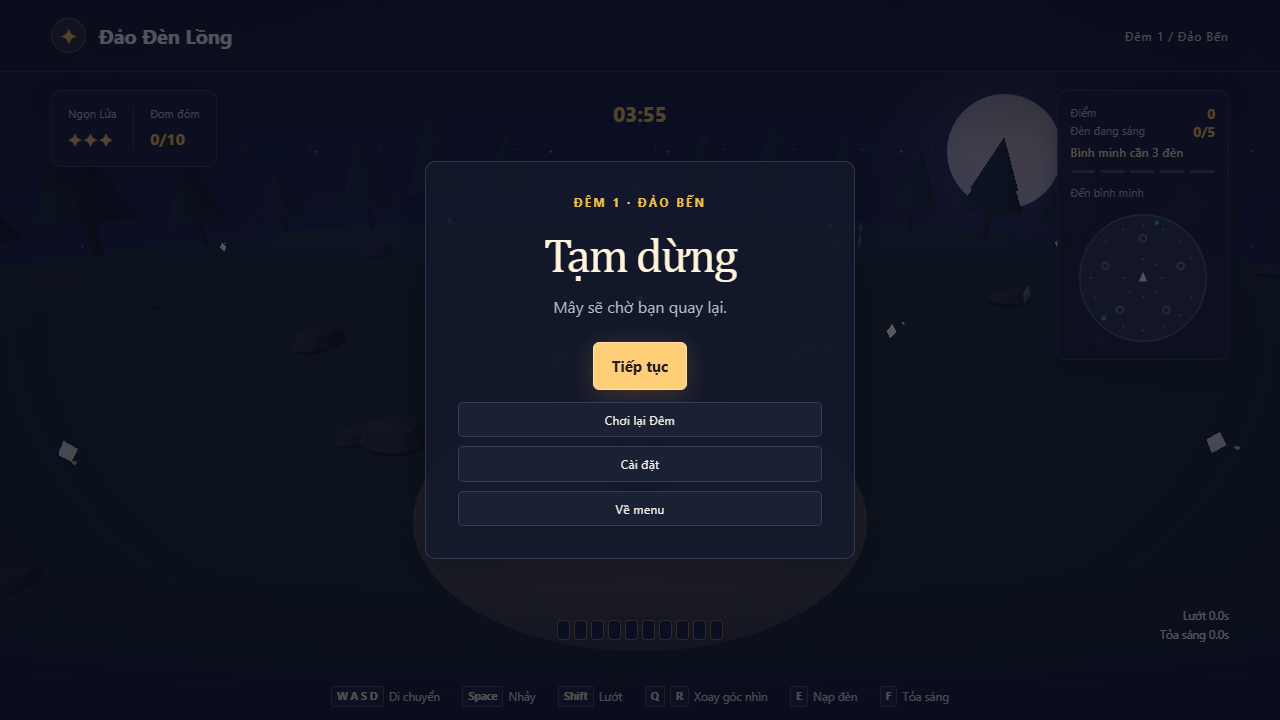 Đảo Đèn Lồng
Đêm 1 / Đảo Bến
Ngọn Lửa
Đom đóm
0/10
03:55
Điểm
0
Đèn đang sáng
0/5
Bình minh cần 3 đèn
Đến bình minh
ĐÊM 1 · ĐẢO BẾN
Tạm dừng
Mây sẽ chờ bạn quay lại.
Tiếp tục
Chơi lại Đêm
Cài đặt
Về menu
Lướt 0.0s
Tỏa sáng 0.0s
W A S D Di chuyển Space Nhảy Shift Lướt Q R Xoay góc nhìn E Nạp đèn F Tỏa sáng